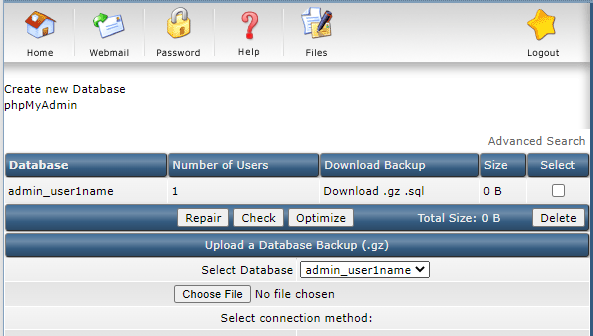 Home Webmail Password Help Files Logout
Create new Database
phpMyAdmin
Advanced Search
Database Number of Users Download Backup Size Select
admin_user1name 1 Download .gz .sql 0 B
Repair Check Optimize Total Size: 0 B Delete
Upload a Database Backup (.gz)
Select Database admin_user1name
Choose File No file chosen
Select connection method: